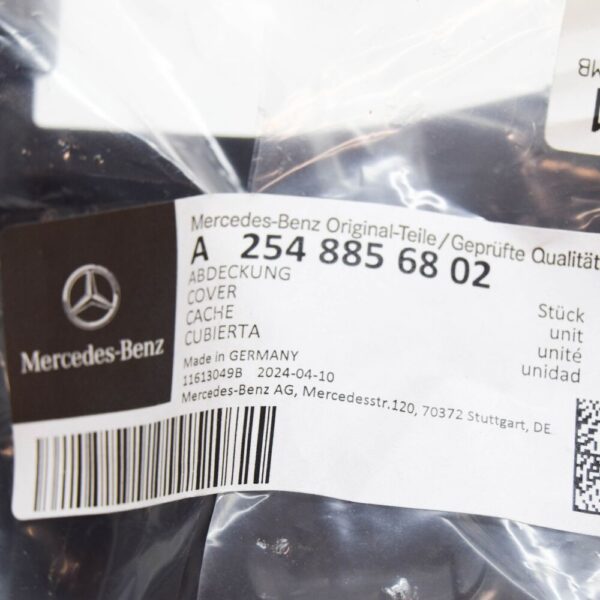 MB
Mercedes-Benz Original-Teile/Geprüfte Qualität
A 254 885 68 02
ABDECKUNG
COVER
CACHE
CUBIERTA
Stück
unit
unité
unidad
Made in GERMANY
11613049B 2024-04-10
Mercedes-Benz AG, Mercedesstr.120, 70372 Stuttgart, DE
Mercedes-Benz